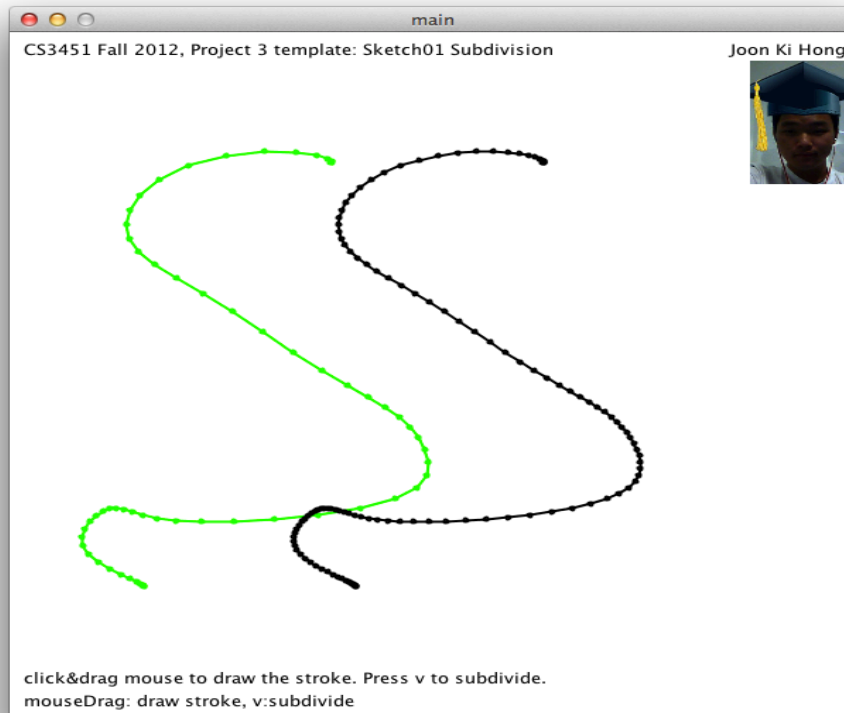 main
CS3451 Fall 2012, Project 3 template: Sketch01 Subdivision
Joon Ki Hong
click&drag mouse to draw the stroke. Press v to subdivide.
mouseDrag: draw stroke, v:subdivide